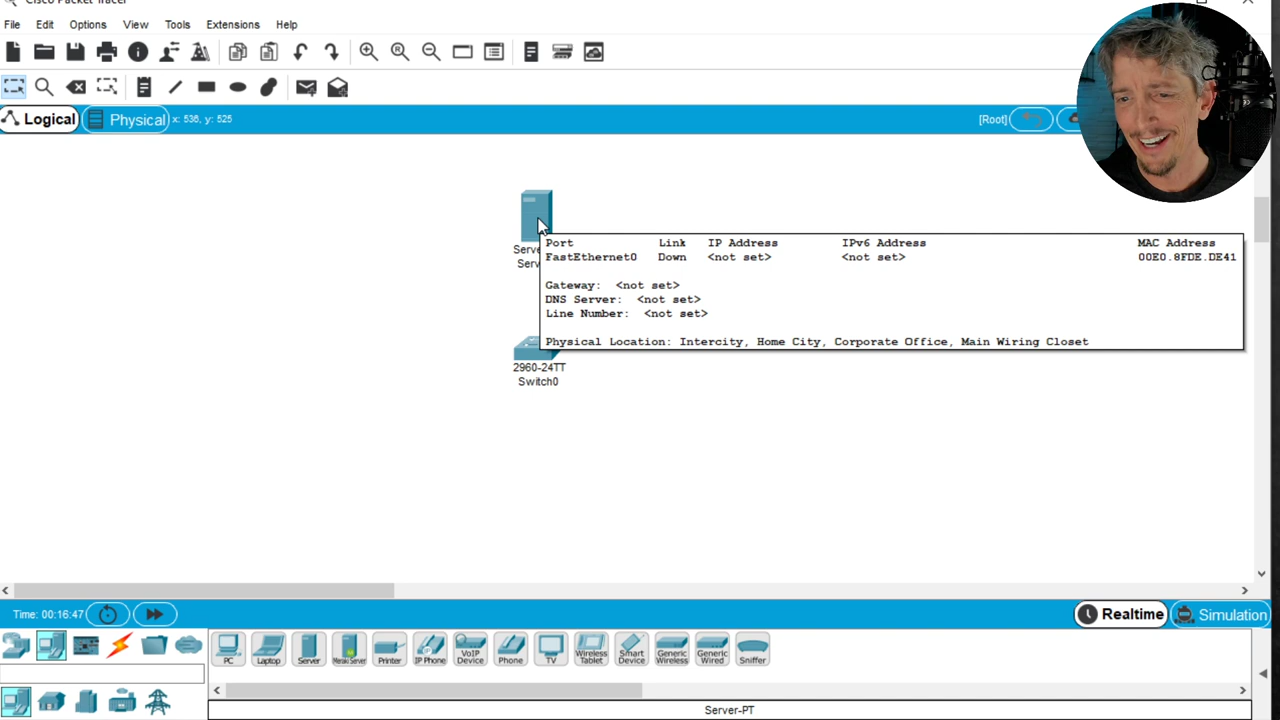 Cisco Packet Tracer
File Edit Options View Tools Extensions Help
Logical Physical x: 536, y: 525 [Root]
Port Link IP Address IPv6 Address MAC Address
FastEthernet0 Down <not set> <not set> 00E0.8FDE.DE41
Gateway: <not set>
DNS Server: <not set>
Line Number: <not set>
Physical Location: Intercity, Home City, Corporate Office, Main Wiring Closet
2960-24TT
Switch0
Time: 00:16:47 Realtime Simulation
PC Laptop Server Meraki Server Printer IP Phone VoIP Device Phone TV Wireless Tablet Smart Device Generic Wireless Generic Wired Sniffer
Server-PT